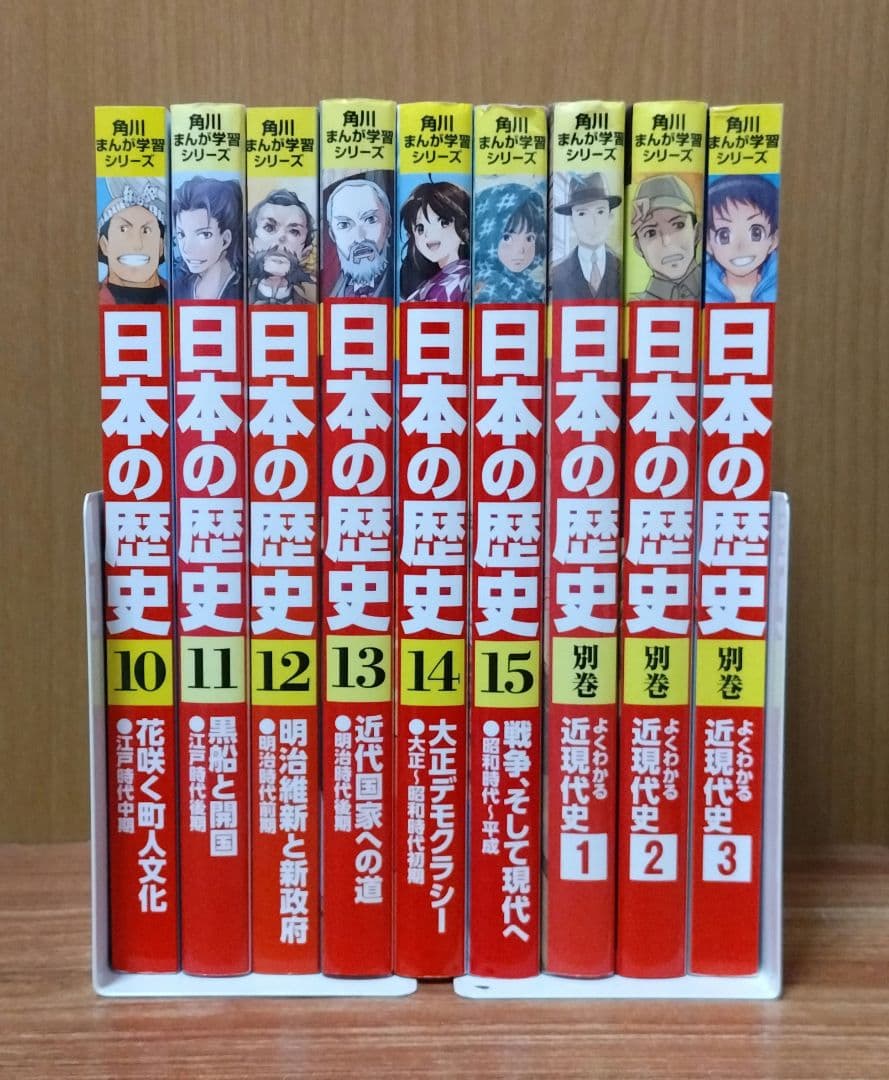 角川
まんが学習
シリーズ
日本の歴史
10
花咲く町人文化
●江戸時代中期
角川
まんが学習
シリーズ
日本の歴史
11
黒船と開国
●江戸時代後期
角川
まんが学習
シリーズ
日本の歴史
12
明治維新と新政府
●明治時代前期
角川
まんが学習
シリーズ
日本の歴史
13
近代国家への道
●明治時代後期
角川
まんが学習
シリーズ
日本の歴史
14
大正デモクラシー
●大正~昭和時代初期
角川
まんが学習
シリーズ
日本の歴史
15
戦争、そして現代へ
●昭和時代~平成
角川
まんが学習
シリーズ
日本の歴史
別巻
よくわかる
近現代史
1
角川
まんが学習
シリーズ
日本の歴史
別巻
よくわかる
近現代史
2
角川
まんが学習
シリーズ
日本の歴史
別巻
よくわかる
近現代史
3